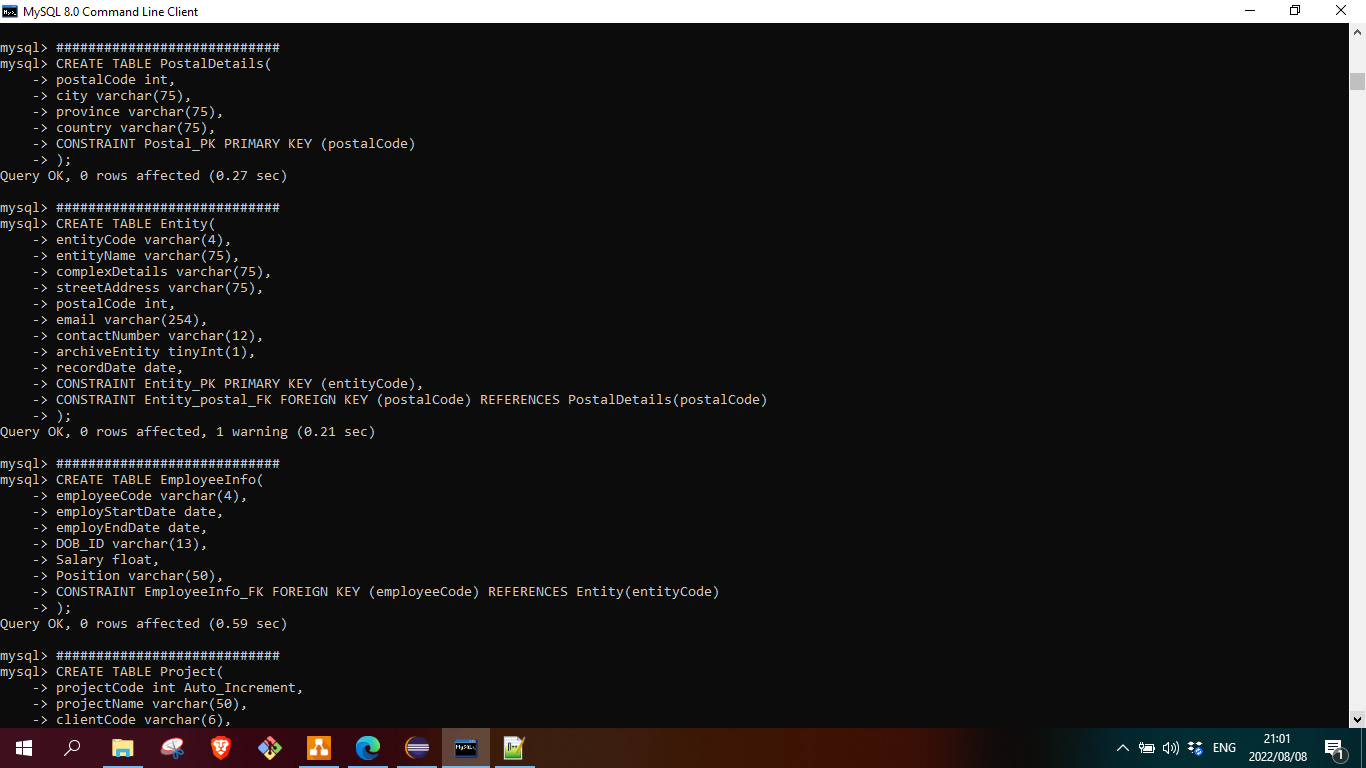 MySQL 8.0 Command Line Client
mysql> ############################
mysql> CREATE TABLE PostalDetails(
    -> postalCode int,
    -> city varchar(75),
    -> province varchar(75),
    -> country varchar(75),
    -> CONSTRAINT Postal_PK PRIMARY KEY (postalCode)
    -> );
Query OK, 0 rows affected (0.27 sec)
mysql> ############################
mysql> CREATE TABLE Entity(
    -> entityCode varchar(4),
    -> entityName varchar(75),
    -> complexDetails varchar(75),
    -> streetAddress varchar(75),
    -> postalCode int,
    -> email varchar(254),
    -> contactNumber varchar(12),
    -> archiveEntity tinyInt(1),
    -> recordDate date,
    -> CONSTRAINT Entity_PK PRIMARY KEY (entityCode),
    -> CONSTRAINT Entity_postal_FK FOREIGN KEY (postalCode) REFERENCES PostalDetails(postalCode)
    -> );
Query OK, 0 rows affected, 1 warning (0.21 sec)
mysql> ############################
mysql> CREATE TABLE EmployeeInfo(
    -> employeeCode varchar(4),
    -> employStartDate date,
    -> employEndDate date,
    -> DOB_ID varchar(13),
    -> Salary float,
    -> Position varchar(50),
    -> CONSTRAINT EmployeeInfo_FK FOREIGN KEY (employeeCode) REFERENCES Entity(entityCode)
    -> );
Query OK, 0 rows affected (0.59 sec)
mysql> ############################
mysql> CREATE TABLE Project(
    -> projectCode int Auto_Increment,
    -> projectName varchar(50),
    -> clientCode varchar(6),
MySQL
ENG
21:01
2022/08/08
1